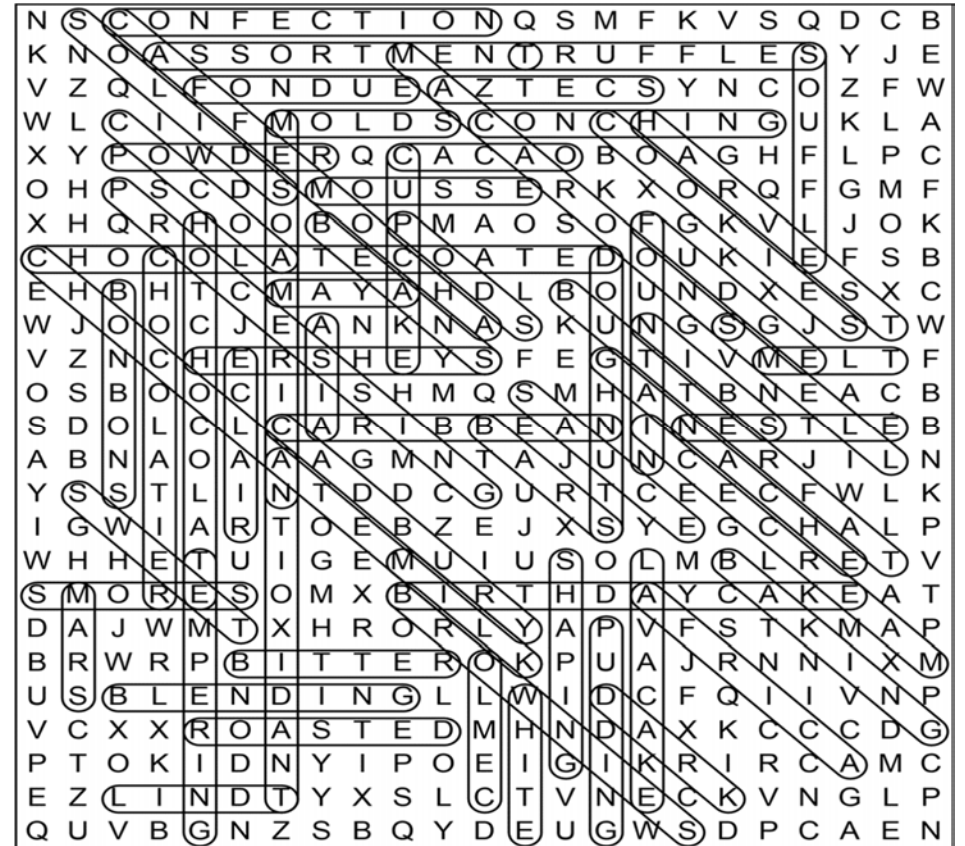 N S C O N F E C T I O N Q S M F K V S Q D C B
K N O A S S O R T M E N T R U F F L E S Y J E
V Z Q L F O N D U E A Z T E C S Y N C O Z F W
W L C I I F M O L D S C O N C H I N G U K L A
X Y P O W D E R Q C A C A O B O A G H F L P C
O H P S C D S M O U S S E R K X O R Q F G M F
X H Q R H O O B O P M A O S O F G K V L J O K
C H O C O L A T E C O A T E D O U K I E F S B
E H B H T C M A Y A H D L B O U N D X E S X C
W J O O C J E A N K N A S K U N G S G J S T W
V Z N C H E R S H E Y S F E G T I V M E L T F
O S B O O C I I S H M Q S M H A T B N E A C B
S D O L C L C A R I B B E A N I N E S T L E B
A B N A O A A A G M N T A J U N C A R J I L N
Y S S T L I N T D D C G U R T C E E C F W L K
I G W I A R T O E B Z E J X S Y E G C H A L P
W H H E T U I G E M U I U S O L M B L R E T V
S M O R E S O M X B I R T H D A Y C A K E A T
D A J W M T X H R O R L Y A P V F S T K M A P
B R W R P B I T T E R O K P U A J R N N I X M
U S B L E N D I N G L L W I D C F Q I I V N P
V C X X R O A S T E D M H N D A X K C C C D G
P T O K I D N Y I P O E I G I K R I R C A M C
E Z L I N D T Y X S L C T V N E C K V N G L P
Q U V B G N Z S B Q Y D E U G W S D P C A E N